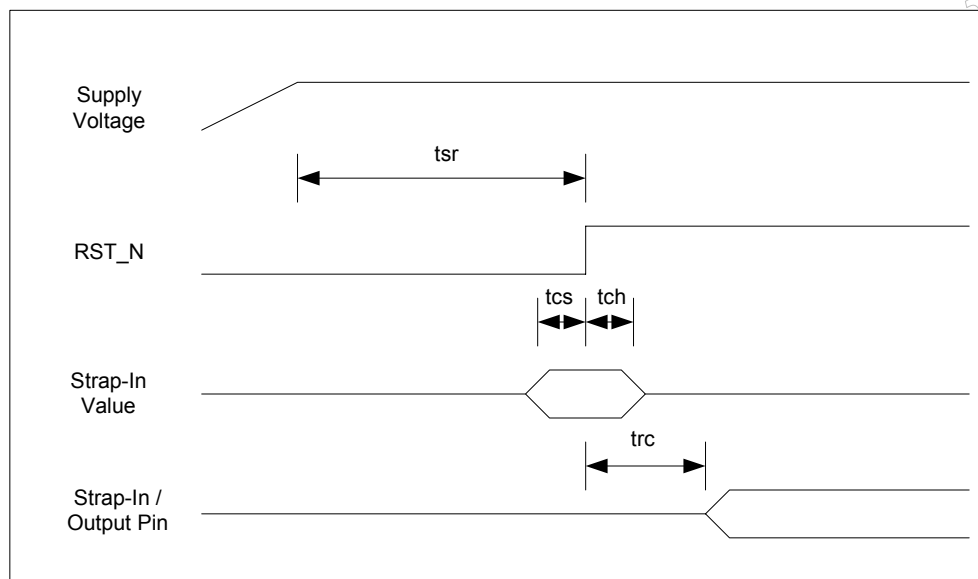 Supply
Voltage
tsr
RST_N
tcs
tch
Strap-In
Value
trc
Strap-In /
Output Pin